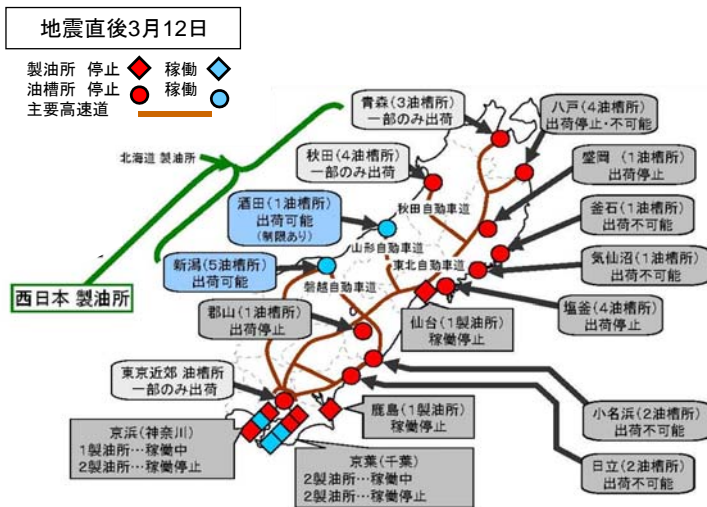 地震直後3月12日
製油所 停止 稼働
油槽所 停止 稼働
主要高速道
北海道 製油所
西日本 製油所
青森(3油槽所)
一部のみ出荷
八戸(4油槽所)
出荷停止・不可能
秋田(4油槽所)
一部のみ出荷
盛岡 (1油槽所)
出荷停止
酒田(1油槽所)
出荷可能
(制限あり)
秋田自動車道
釜石(1油槽所)
出荷不可能
山形自動車道
新潟(5油槽所)
出荷可能
東北自動車道
気仙沼(1油槽所)
出荷不可能
磐越自動車道
郡山(1油槽所)
出荷停止
仙台(1製油所)
稼働停止
塩釜(4油槽所)
出荷停止
東京近郊 油槽所
一部のみ出荷
鹿島(1製油所)
稼働停止
小名浜(2油槽所)
出荷不可能
京浜(神奈川)
1製油所…稼働中
2製油所…稼働停止
京葉(千葉)
2製油所…稼働中
2製油所…稼働停止
日立(2油槽所)
出荷不可能